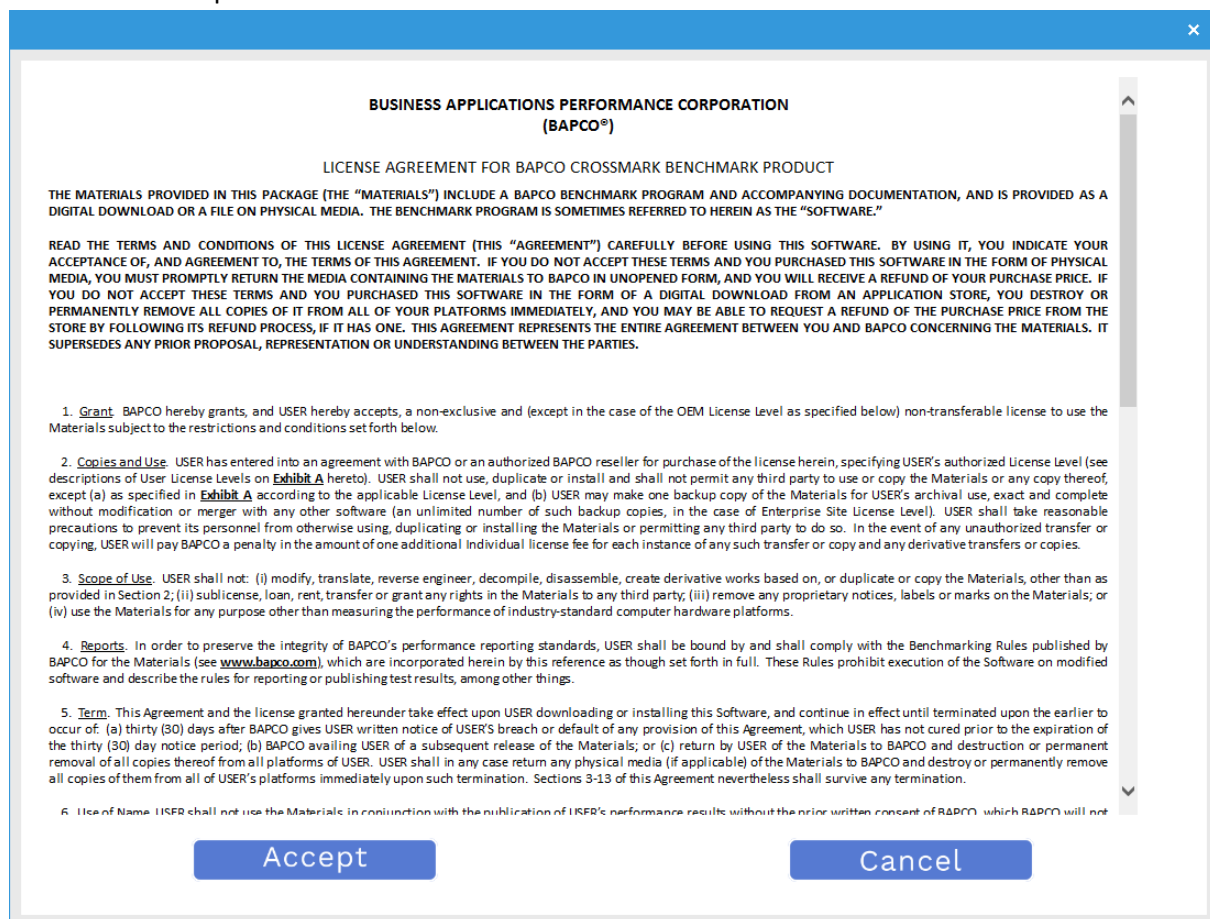 BUSINESS APPLICATIONS PERFORMANCE CORPORATION
(BAPCO®)
LICENSE AGREEMENT FOR BAPCO CROSSMARK BENCHMARK PRODUCT
THE MATERIALS PROVIDED IN THIS PACKAGE (THE “MATERIALS”) INCLUDE A BAPCO BENCHMARK PROGRAM AND ACCOMPANYING DOCUMENTATION, AND IS PROVIDED AS A
DIGITAL DOWNLOAD OR A FILE ON PHYSICAL MEDIA. THE BENCHMARK PROGRAM IS SOMETIMES REFERRED TO HEREIN AS THE “SOFTWARE.”
READ THE TERMS AND CONDITIONS OF THIS LICENSE AGREEMENT (THIS “AGREEMENT”) CAREFULLY BEFORE USING THIS SOFTWARE. BY USING IT, YOU INDICATE YOUR
ACCEPTANCE OF, AND AGREEMENT TO, THE TERMS OF THIS AGREEMENT. IF YOU DO NOT ACCEPT THESE TERMS AND YOU PURCHASED THIS SOFTWARE IN THE FORM OF PHYSICAL
MEDIA, YOU MUST PROMPTLY RETURN THE MEDIA CONTAINING THE MATERIALS TO BAPCO IN UNOPENED FORM, AND YOU WILL RECEIVE A REFUND OF YOUR PURCHASE PRICE. IF
YOU DO NOT ACCEPT THESE TERMS AND YOU PURCHASED THIS SOFTWARE IN THE FORM OF A DIGITAL DOWNLOAD FROM AN APPLICATION STORE, YOU DESTROY OR
PERMANENTLY REMOVE ALL COPIES OF IT FROM ALL OF YOUR PLATFORMS IMMEDIATELY, AND YOU MAY BE ABLE TO REQUEST A REFUND OF THE PURCHASE PRICE FROM THE
STORE BY FOLLOWING ITS REFUND PROCESS, IF IT HAS ONE. THIS AGREEMENT REPRESENTS THE ENTIRE AGREEMENT BETWEEN YOU AND BAPCO CONCERNING THE MATERIALS. IT
SUPERSEDES ANY PRIOR PROPOSAL, REPRESENTATION OR UNDERSTANDING BETWEEN THE PARTIES.
1. Grant. BAPCO hereby grants, and USER hereby accepts, a non-exclusive and (except in the case of the OEM License Level as specified below) non-transferable license to use the
Materials subject to the restrictions and conditions set forth below.
2. Copies and Use. USER has entered into an agreement with BAPCO or an authorized BAPCO reseller for purchase of the license herein, specifying USER’s authorized License Level (see
descriptions of User License Levels on Exhibit A hereto). USER shall not use, duplicate or install and shall not permit any third party to use or copy the Materials or any copy thereof,
except (a) as specified in Exhibit A according to the applicable License Level, and (b) USER may make one backup copy of the Materials for USER’s archival use, exact and complete
without modification or merger with any other software (an unlimited number of such backup copies, in the case of Enterprise Site License Level). USER shall take reasonable
precautions to prevent its personnel from otherwise using, duplicating or installing the Materials or permitting any third party to do so. In the event of any unauthorized transfer or
copying, USER will pay BAPCO a penalty in the amount of one additional Individual license fee for each instance of any such transfer or copy and any derivative transfers or copies.
3. Scope of Use. USER shall not: (i) modify, translate, reverse engineer, decompile, disassemble, create derivative works based on, or duplicate or copy the Materials, other than as
provided in Section 2; (ii) sublicense, loan, rent, transfer or grant any rights in the Materials to any third party; (iii) remove any proprietary notices, labels or marks on the Materials; or
(iv) use the Materials for any purpose other than measuring the performance of industry-standard computer hardware platforms.
4. Reports. In order to preserve the integrity of BAPCO’s performance reporting standards, USER shall be bound by and shall comply with the Benchmarking Rules published by
BAPCO for the Materials (see www.bapco.com), which are incorporated herein by this reference as though set forth in full. These Rules prohibit execution of the Software on modified
software and describe the rules for reporting or publishing test results, among other things.
5. Term. This Agreement and the license granted hereunder take effect upon USER downloading or installing this Software, and continue in effect until terminated upon the earlier to
occur of: (a) thirty (30) days after BAPCO gives USER written notice of USER’S breach or default of any provision of this Agreement, which USER has not cured prior to the expiration of
the thirty (30) day notice period; (b) BAPCO availing USER of a subsequent release of the Materials; or (c) return by USER of the Materials to BAPCO and destruction or permanent
removal of all copies thereof from all platforms of USER. USER shall in any case return any physical media (if applicable) of the Materials to BAPCO and destroy or permanently remove
all copies of them from all of USER’s platforms immediately upon such termination. Sections 3-13 of this Agreement nevertheless shall survive any termination.
6. Use of Name. USER shall not use the Materials in conjunction with the publication of USER’s performance results without the prior written consent of BAPCO, which BAPCO will not
Accept
Cancel